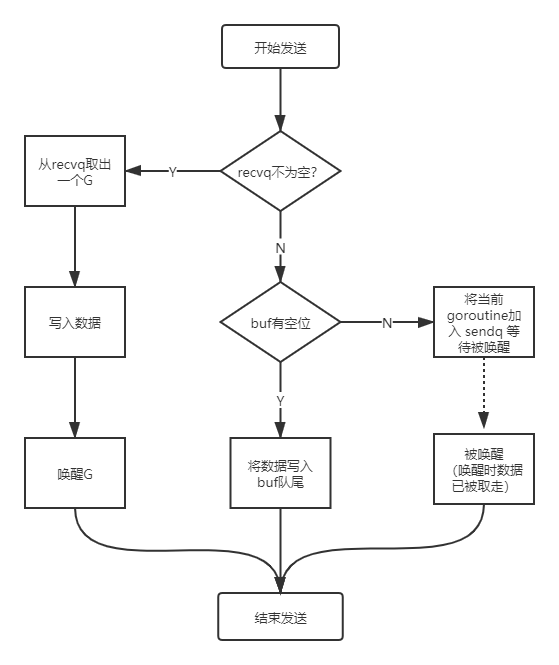 开始发送
从recvq取出
一个G
Y
recvq不为空?
N
写入数据
buf有空位
N
将当前
goroutine加
入 sendq 等
待被唤醒
Y
唤醒G
将数据写入
buf队尾
被唤醒
（唤醒时数据
已被取走）
结束发送